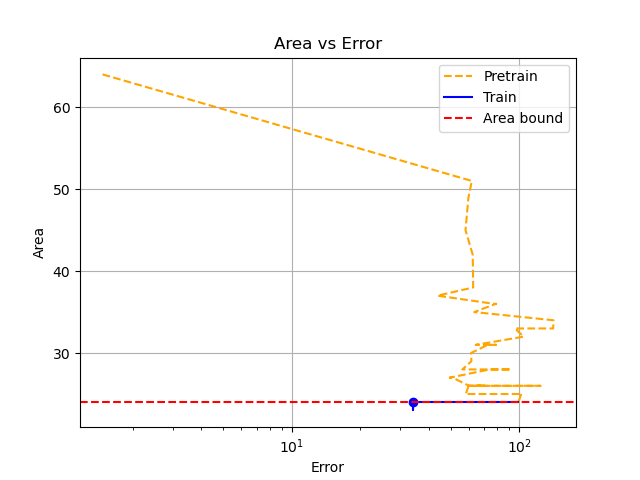 Area vs Error
Pretrain
Train
Area bound
60
50
40
30
Area
10¹
10²
Error